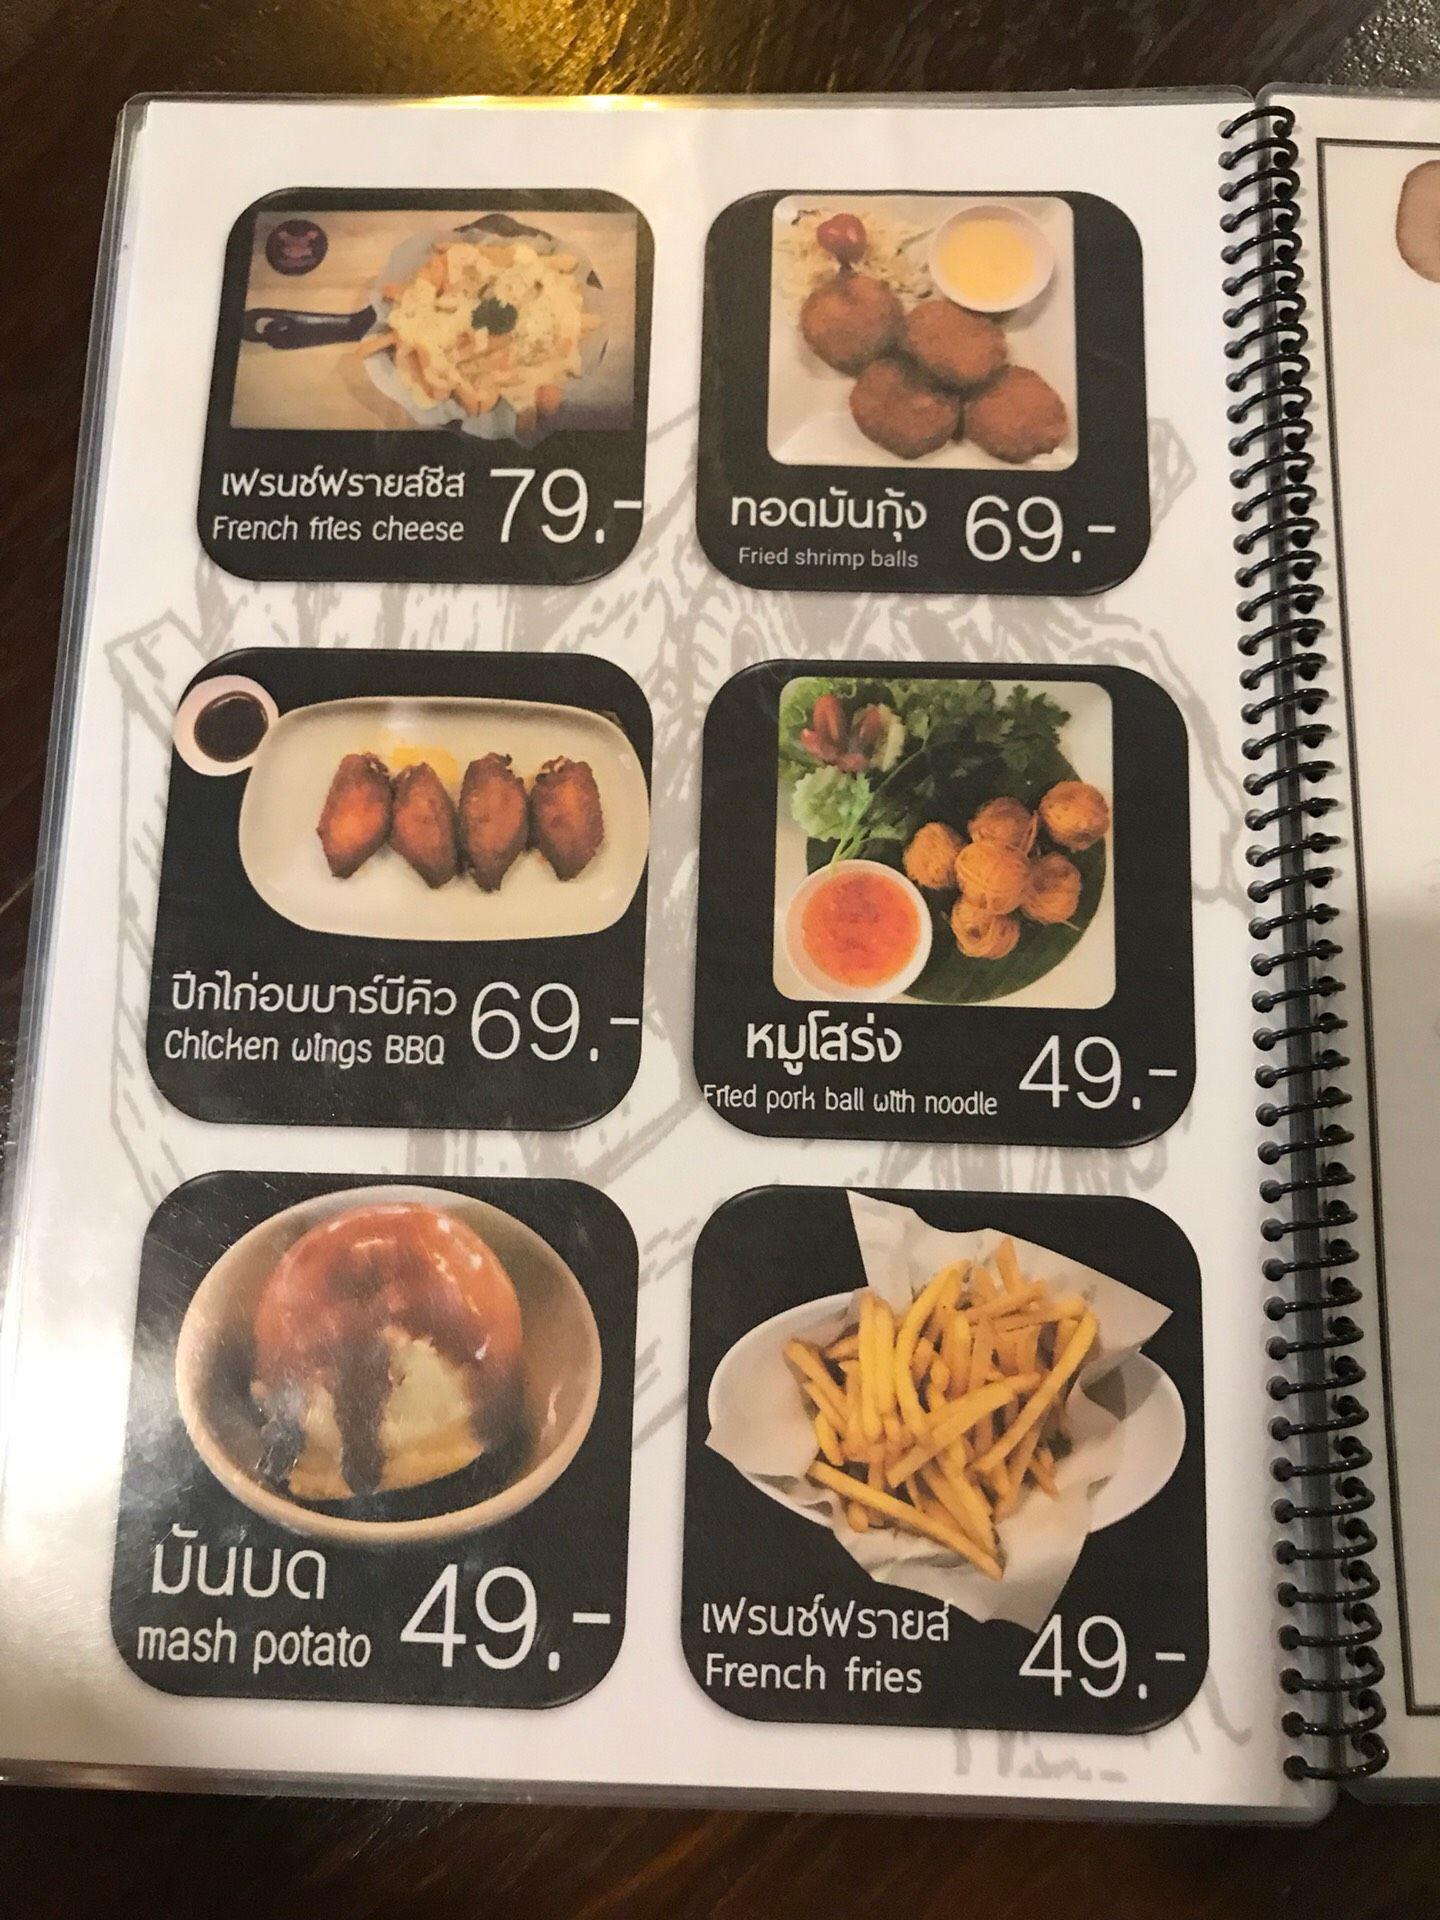 เฟรนช์ฟรายส์ชีส 79.-
French fries cheese
ทอดมันกุ้ง 69.-
Fried shrimp balls
ปีกไก่อบบาร์บีคิว 69.-
Chicken wings BBQ
หมูโสร่ง 49.-
Fried pork ball with noodle
มันบด 49.-
mash potato
เฟรนช์ฟรายส์ 49.-
French fries